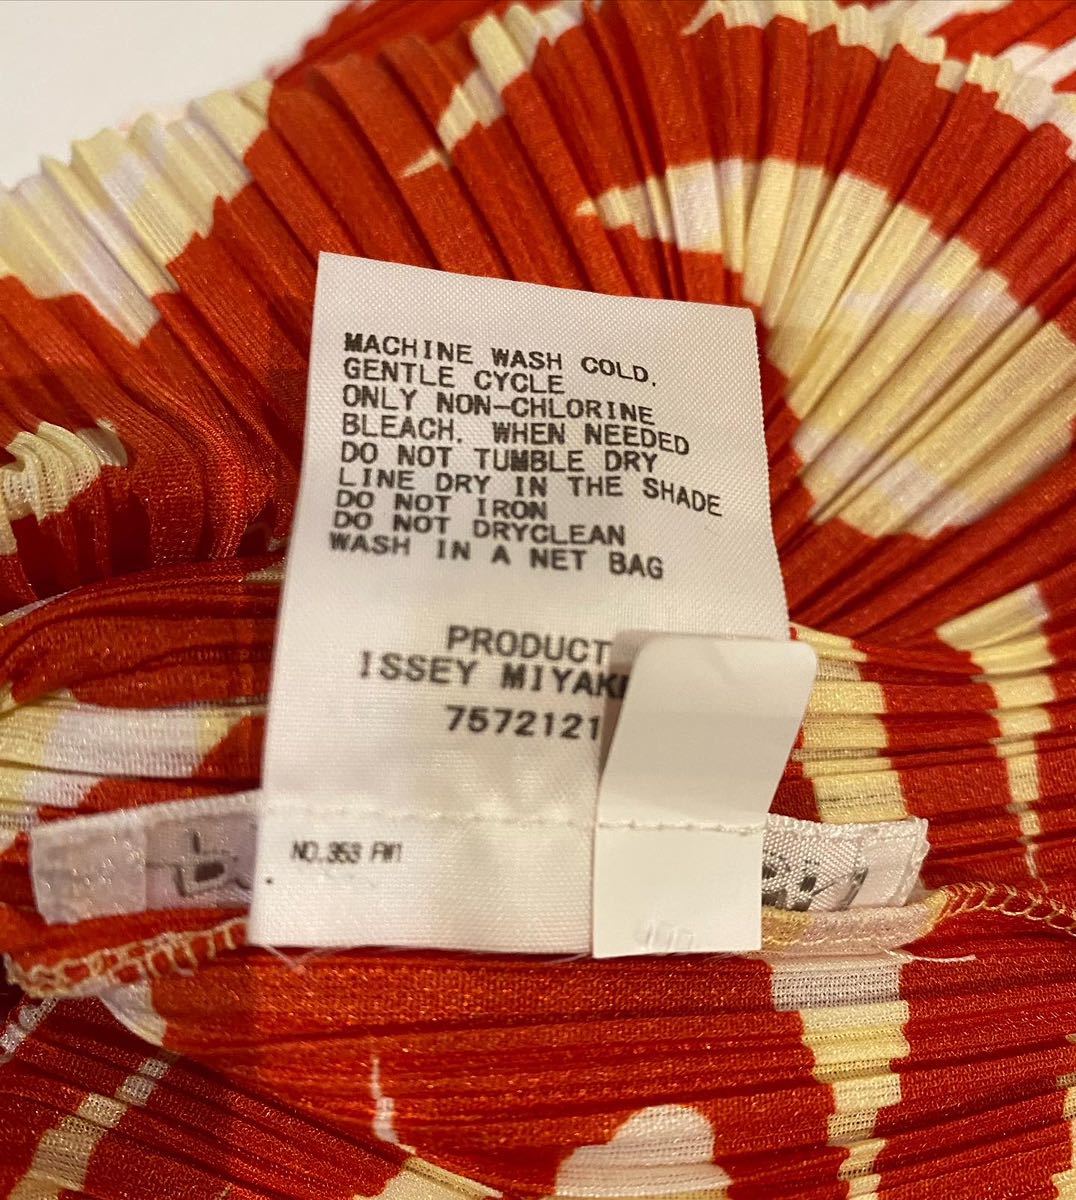 MACHINE WASH COLD.
GENTLE CYCLE
ONLY NON-CHLORINE
BLEACH. WHEN NEEDED
DO NOT TUMBLE DRY
LINE DRY IN THE SHADE
DO NOT IRON
DO NOT DRYCLEAN
WASH IN A NET BAG
PRODUCT
ISSEY MIYAK
7572121
NO.353